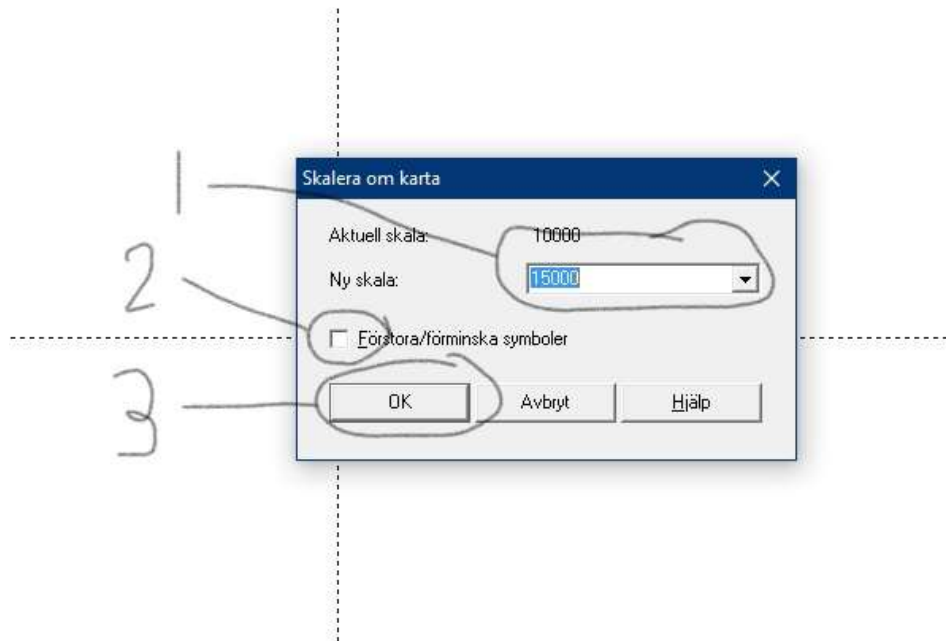 1
Skalera om karta
Aktuell skala: 10000
2
Ny skala: 15000
Förstora/förminska symboler
3
OK Avbryt Hjälp